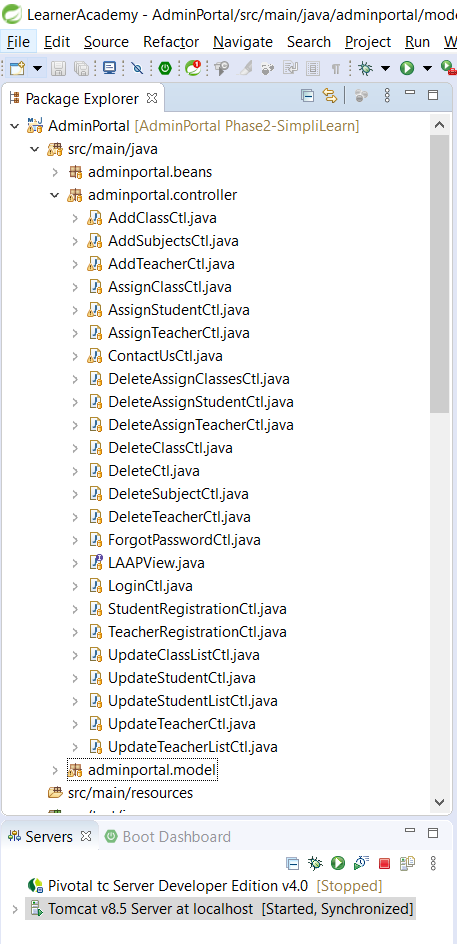 LearnerAcademy - AdminPortal/src/main/java/adminportal/mode
File Edit Source Refactor Navigate Search Project Run W
Package Explorer
AdminPortal [AdminPortal Phase2-SimpliLearn]
src/main/java
adminportal.beans
adminportal.controller
AddClassCtl.java
AddSubjectsCtl.java
AddTeacherCtl.java
AssignClassCtl.java
AssignStudentCtl.java
AssignTeacherCtl.java
ContactUsCtl.java
DeleteAssignClassesCtl.java
DeleteAssignStudentCtl.java
DeleteAssignTeacherCtl.java
DeleteClassCtl.java
DeleteCtl.java
DeleteSubjectCtl.java
DeleteTeacherCtl.java
ForgotPasswordCtl.java
LAAPView.java
LoginCtl.java
StudentRegistrationCtl.java
TeacherRegistrationCtl.java
UpdateClassListCtl.java
UpdateStudentCtl.java
UpdateStudentListCtl.java
UpdateTeacherCtl.java
UpdateTeacherListCtl.java
adminportal.model
src/main/resources
Servers Boot Dashboard
Pivotal tc Server Developer Edition v4.0 [Stopped]
Tomcat v8.5 Server at localhost [Started, Synchronized]